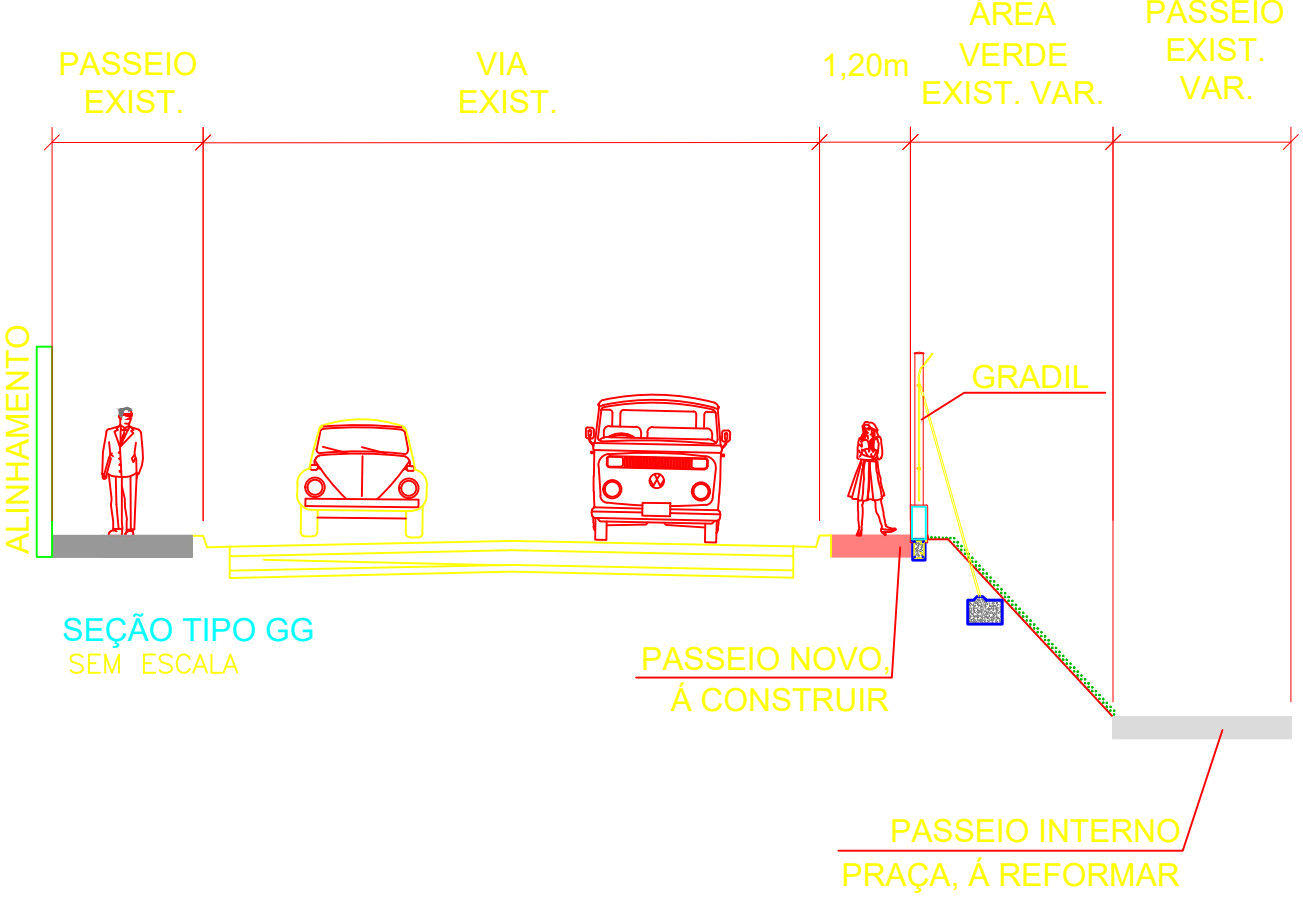 PASSEIO
EXIST.
VIA
EXIST.
1,20m
ÁREA
VERDE
EXIST. VAR.
PASSEIO
EXIST.
VAR.
ALINHAMENTO
GRADIL
SEÇÃO TIPO GG
SEM ESCALA
PASSEIO NOVO,
Á CONSTRUIR
PASSEIO INTERNO
PRAÇA, Á REFORMAR